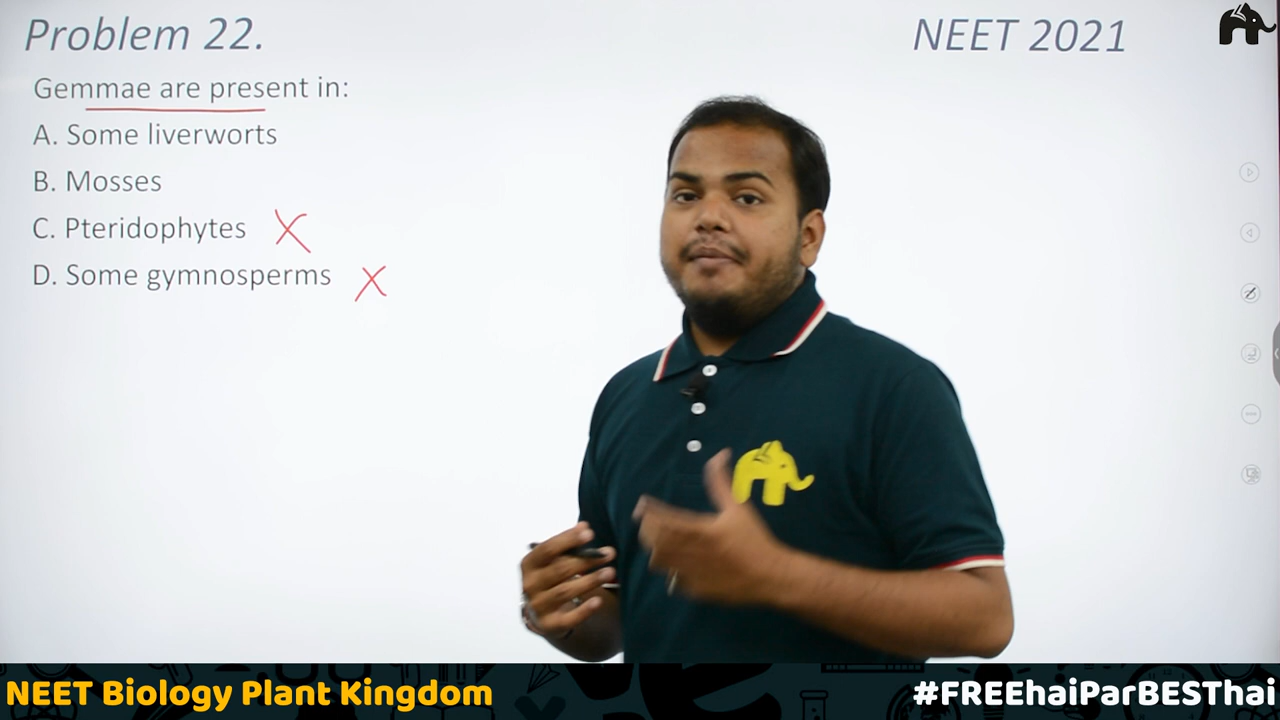 Problem 22.
NEET 2021
Gemmae are present in:
A. Some liverworts
B. Mosses
C. Pteridophytes
D. Some gymnosperms
NEET Biology Plant Kingdom
#FREEhaiParBESThai